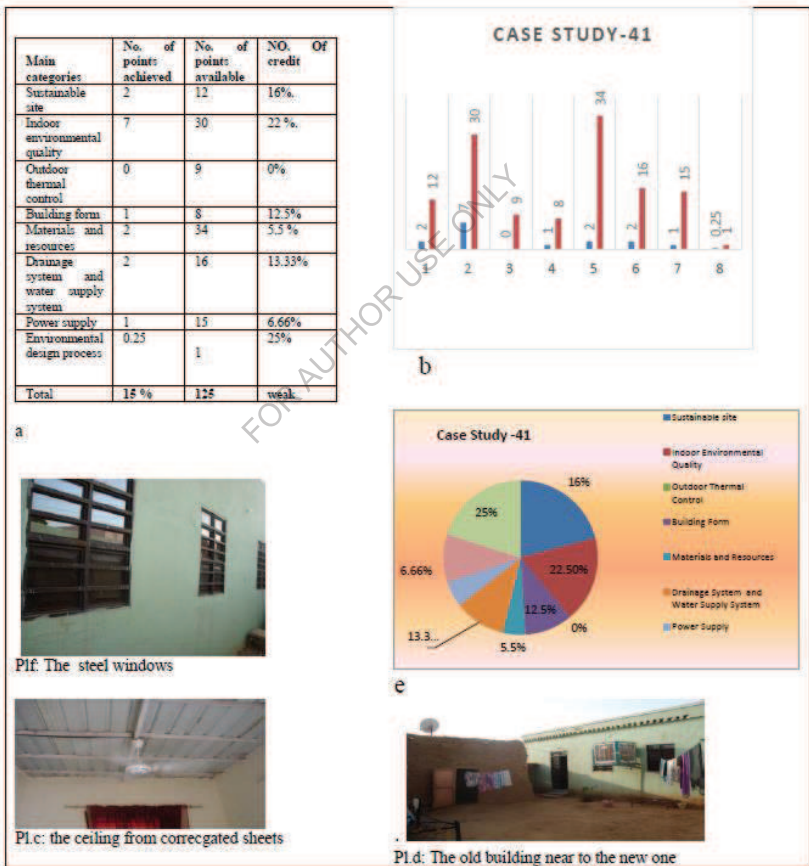 Main categories
No. of points achieved
No. of points available
NO. Of credit
Sustainable site
2
12
16%.
Indoor environmental quality
7
30
22 %.
Outdoor thermal control
0
9
0%
Building form
1
8
12.5%
Materials and resources
2
34
5.5 %
Drainage system and water supply system
2
16
13.33%
Power supply
1
15
6.66%
Environmental design process
0.25
1
25%
Total
15 %
125
weak
a
CASE STUDY-41
2
12
7
30
0
9
1
8
2
34
2
16
1
15
0.25
1
1 2 3 4 5 6 7 8
b
FOR AUTHOR USE ONLY
Case Study -41
16%
22.50%
0%
12.5%
5.5%
13.3...
6.66%
25%
Sustainable site
Indoor Environmental
Quality
Outdoor Thermal
Control
Building Form
Materials and Resources
Drainage System and
Water Supply System
Power Supply
e
Plf: The steel windows
Pl.c: the ceiling from correcgated sheets
.
Pl.d: The old building near to the new one